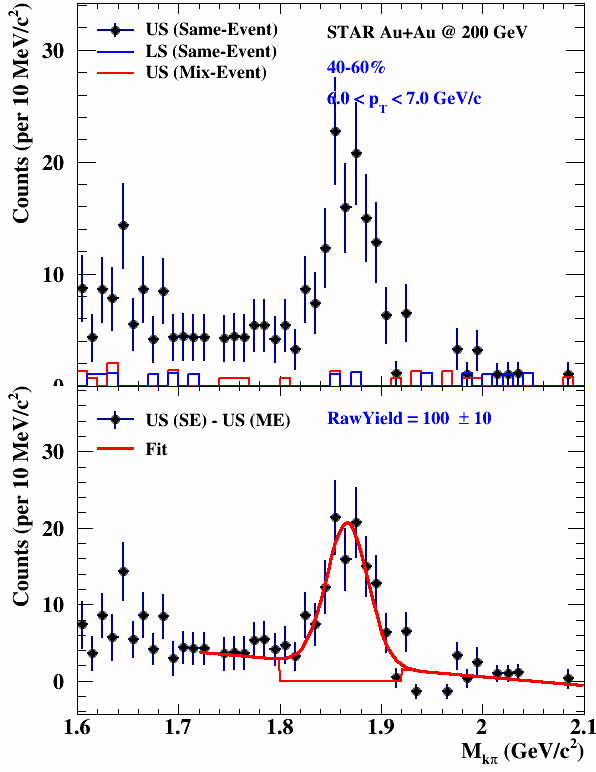 US (Same-Event)
LS (Same-Event)
US (Mix-Event)
STAR Au+Au @ 200 GeV
40-60%
6.0 < p_T < 7.0 GeV/c
Counts (per 10 MeV/c²)
30
20
10
0
US (SE) - US (ME)
Fit
RawYield = 100 ± 10
Counts (per 10 MeV/c²)
30
20
10
0
1.6 1.7 1.8 1.9 2 2.1
M_kπ (GeV/c²)